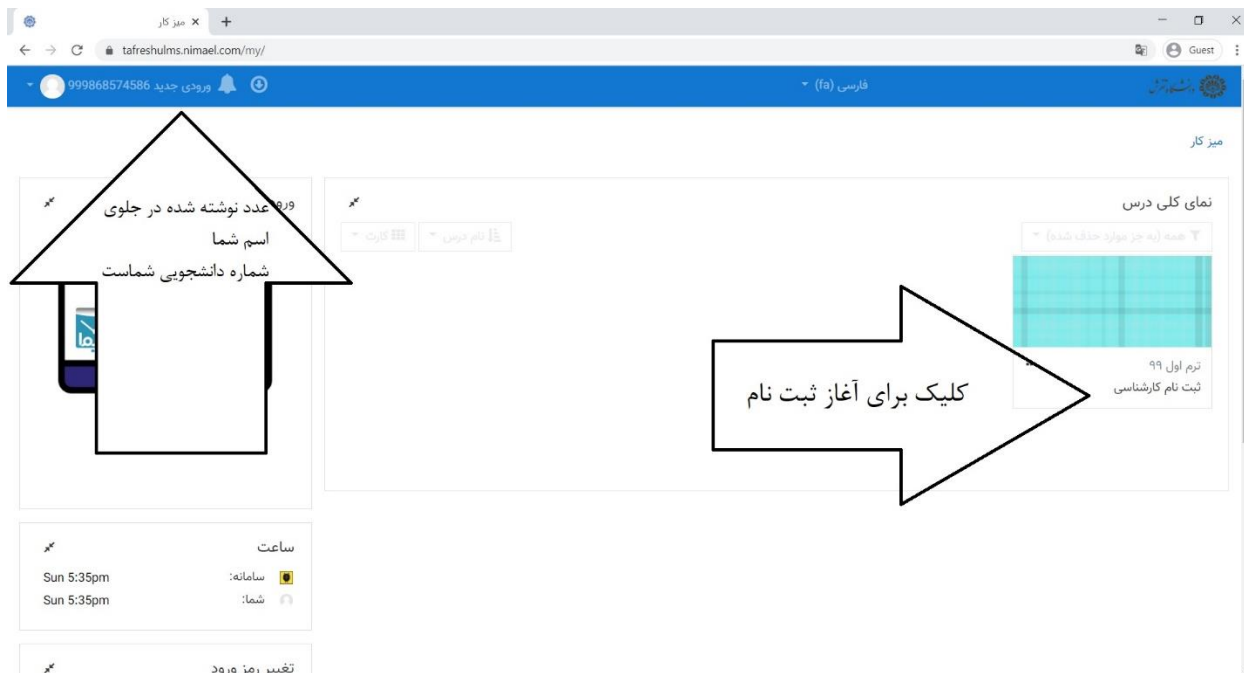 میز کار
tafreshulms.nimael.com/my/
Guest
فارسی (fa)
ورودی جدید 999868574586
میز کار
نمای کلی درس
همه (به جز موارد حذف شده)
نام درس
کارت
ترم اول ۹۹
ثبت نام کارشناسی
کلیک برای آغاز ثبت نام
عدد نوشته شده در جلوی
اسم شما
شماره دانشجویی شماست
ساعت
سامانه: Sun 5:35pm
شما: Sun 5:35pm
تغییر رمز ورود